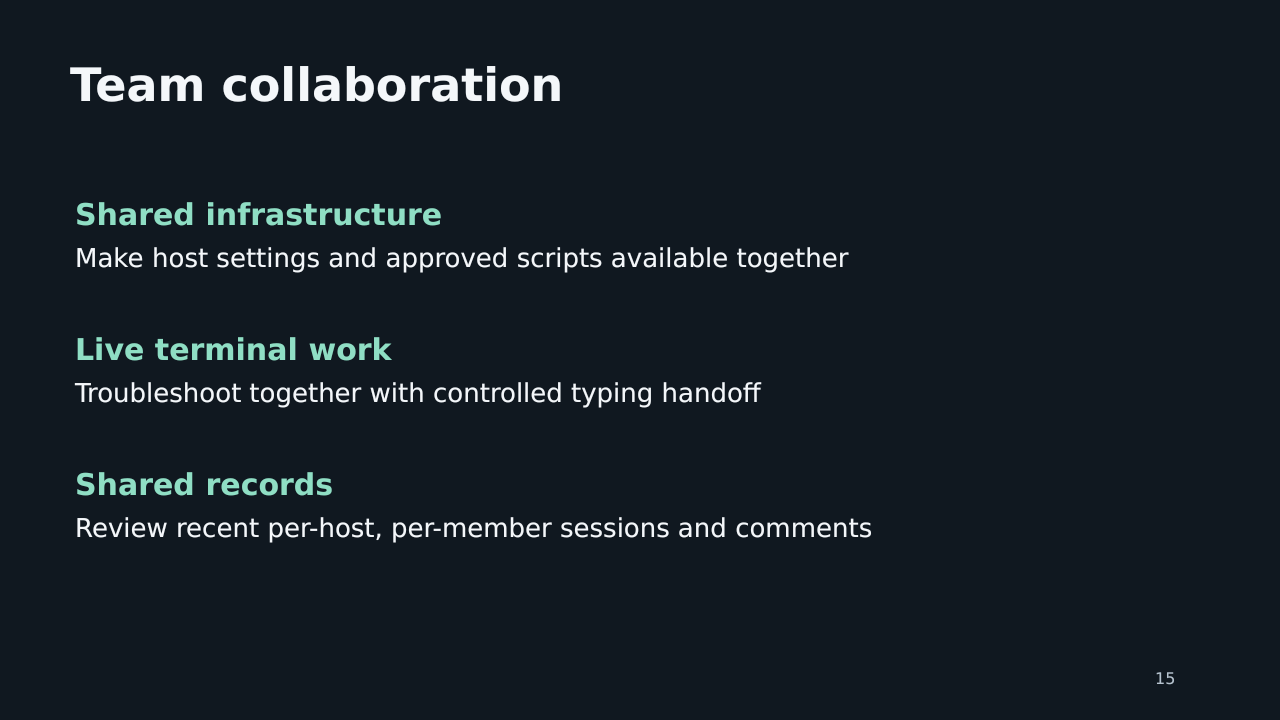 Team collaboration
Shared infrastructure
Make host settings and approved scripts available together
Live terminal work
Troubleshoot together with controlled typing handoff
Shared records
Review recent per-host, per-member sessions and comments
15